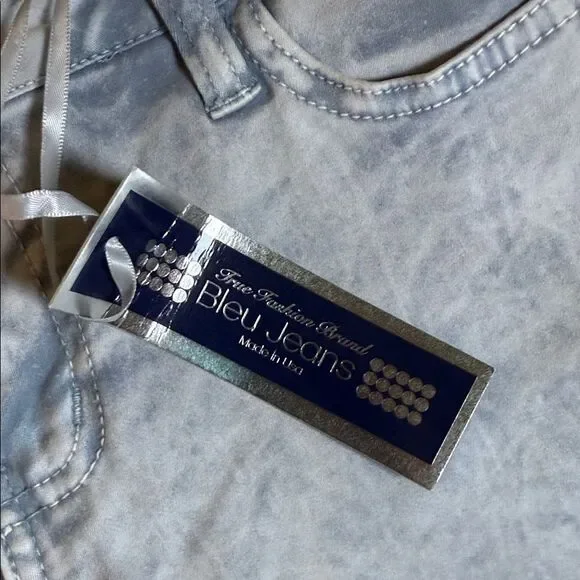 True Fashion Brand
Bleu Jeans
Made in Usa